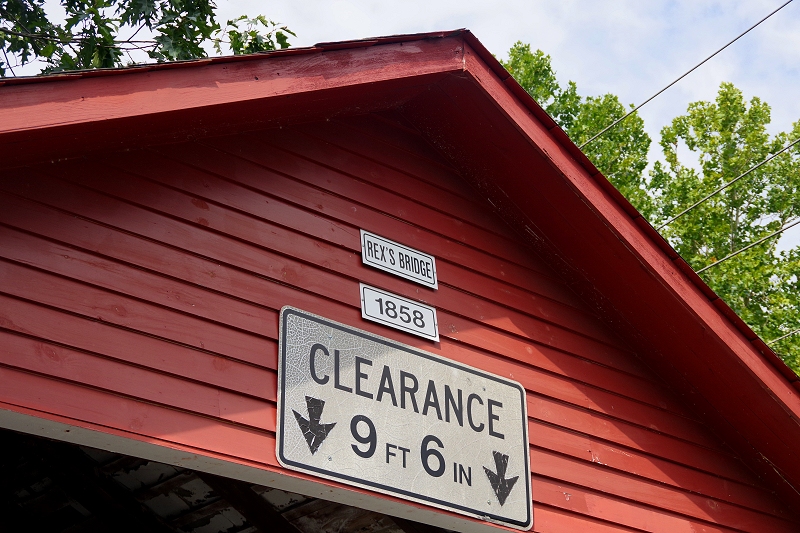 REX'S BRIDGE
1858
CLEARANCE
9 FT 6 IN